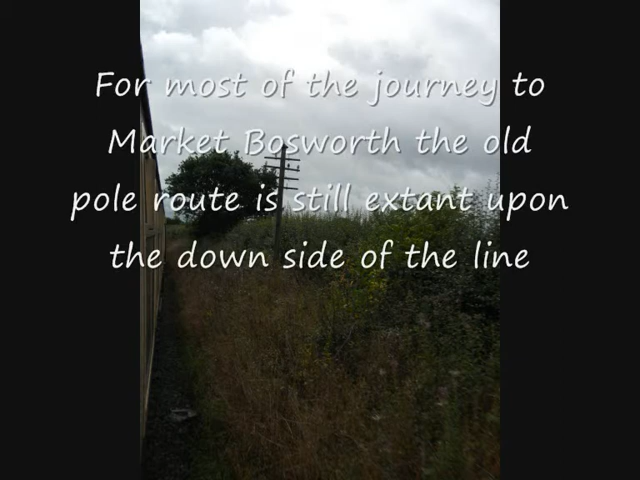 For most of the journey to
Market Bosworth the old
pole route is still extant upon
the down side of the line